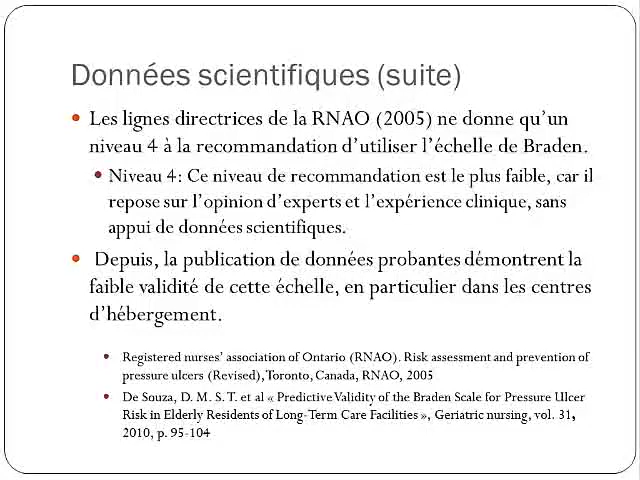 Données scientifiques (suite)
• Les lignes directrices de la RNAO (2005) ne donne qu'un
niveau 4 à la recommandation d'utiliser l'échelle de Braden.
• Niveau 4: Ce niveau de recommandation est le plus faible, car il
repose sur l'opinion d'experts et l'expérience clinique, sans
appui de données scientifiques.
• Depuis, la publication de données probantes démontrent la
faible validité de cette échelle, en particulier dans les centres
d'hébergement.
• Registered nurses' association of Ontario (RNAO). Risk assessment and prevention of
pressure ulcers (Revised), Toronto, Canada, RNAO, 2005
• De Souza, D. M. S. T. et al « Predictive Validity of the Braden Scale for Pressure Ulcer
Risk in Elderly Residents of Long-Term Care Facilities », Geriatric nursing, vol. 31,
2010, p. 95-104